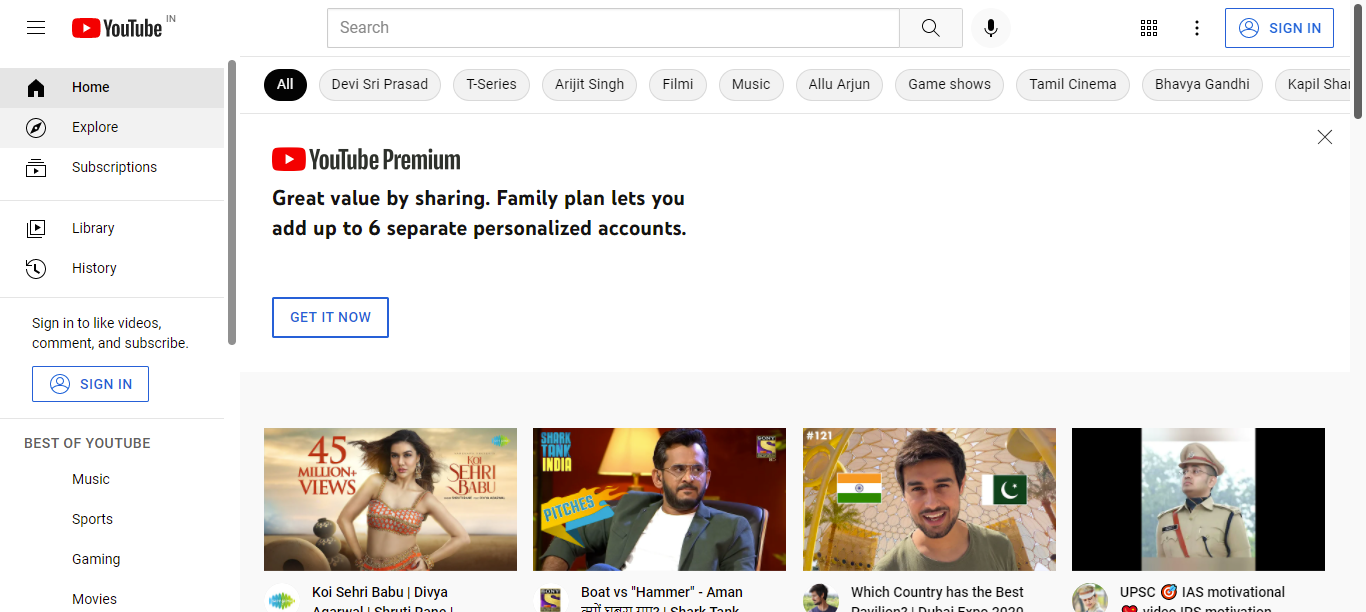 YouTube IN
Search
SIGN IN
Home
Explore
Subscriptions
Library
History
Sign in to like videos,
comment, and subscribe.
SIGN IN
BEST OF YOUTUBE
Music
Sports
Gaming
Movies
All Devi Sri Prasad T-Series Arijit Singh Filmi Music Allu Arjun Game shows Tamil Cinema Bhavya Gandhi Kapil Shar
YouTube Premium
Great value by sharing. Family plan lets you
add up to 6 separate personalized accounts.
GET IT NOW
45
MILLION+
VIEWS
KOI
SEHRI
BABU
Koi Sehri Babu | Divya
Agarwal | Shruti Rane |
SHARK
TANK
INDIA
PITCHES
SONY
Boat vs "Hammer" - Aman
क्यों घबरा गए? | Shark Tank
#121
Which Country has the Best
Pavilion? | Dubai Expo 2020
UPSC 🎯 IAS motivational
❤️ video IPS motivation